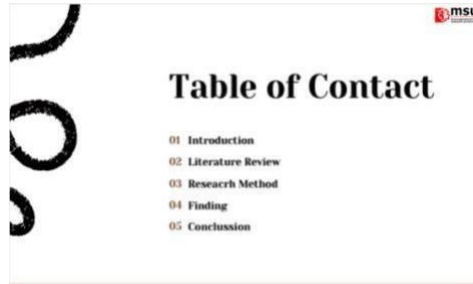 msu
Table of Contact
01 Introduction
02 Literature Review
03 Reseacrh Method
04 Finding
05 Conclussion